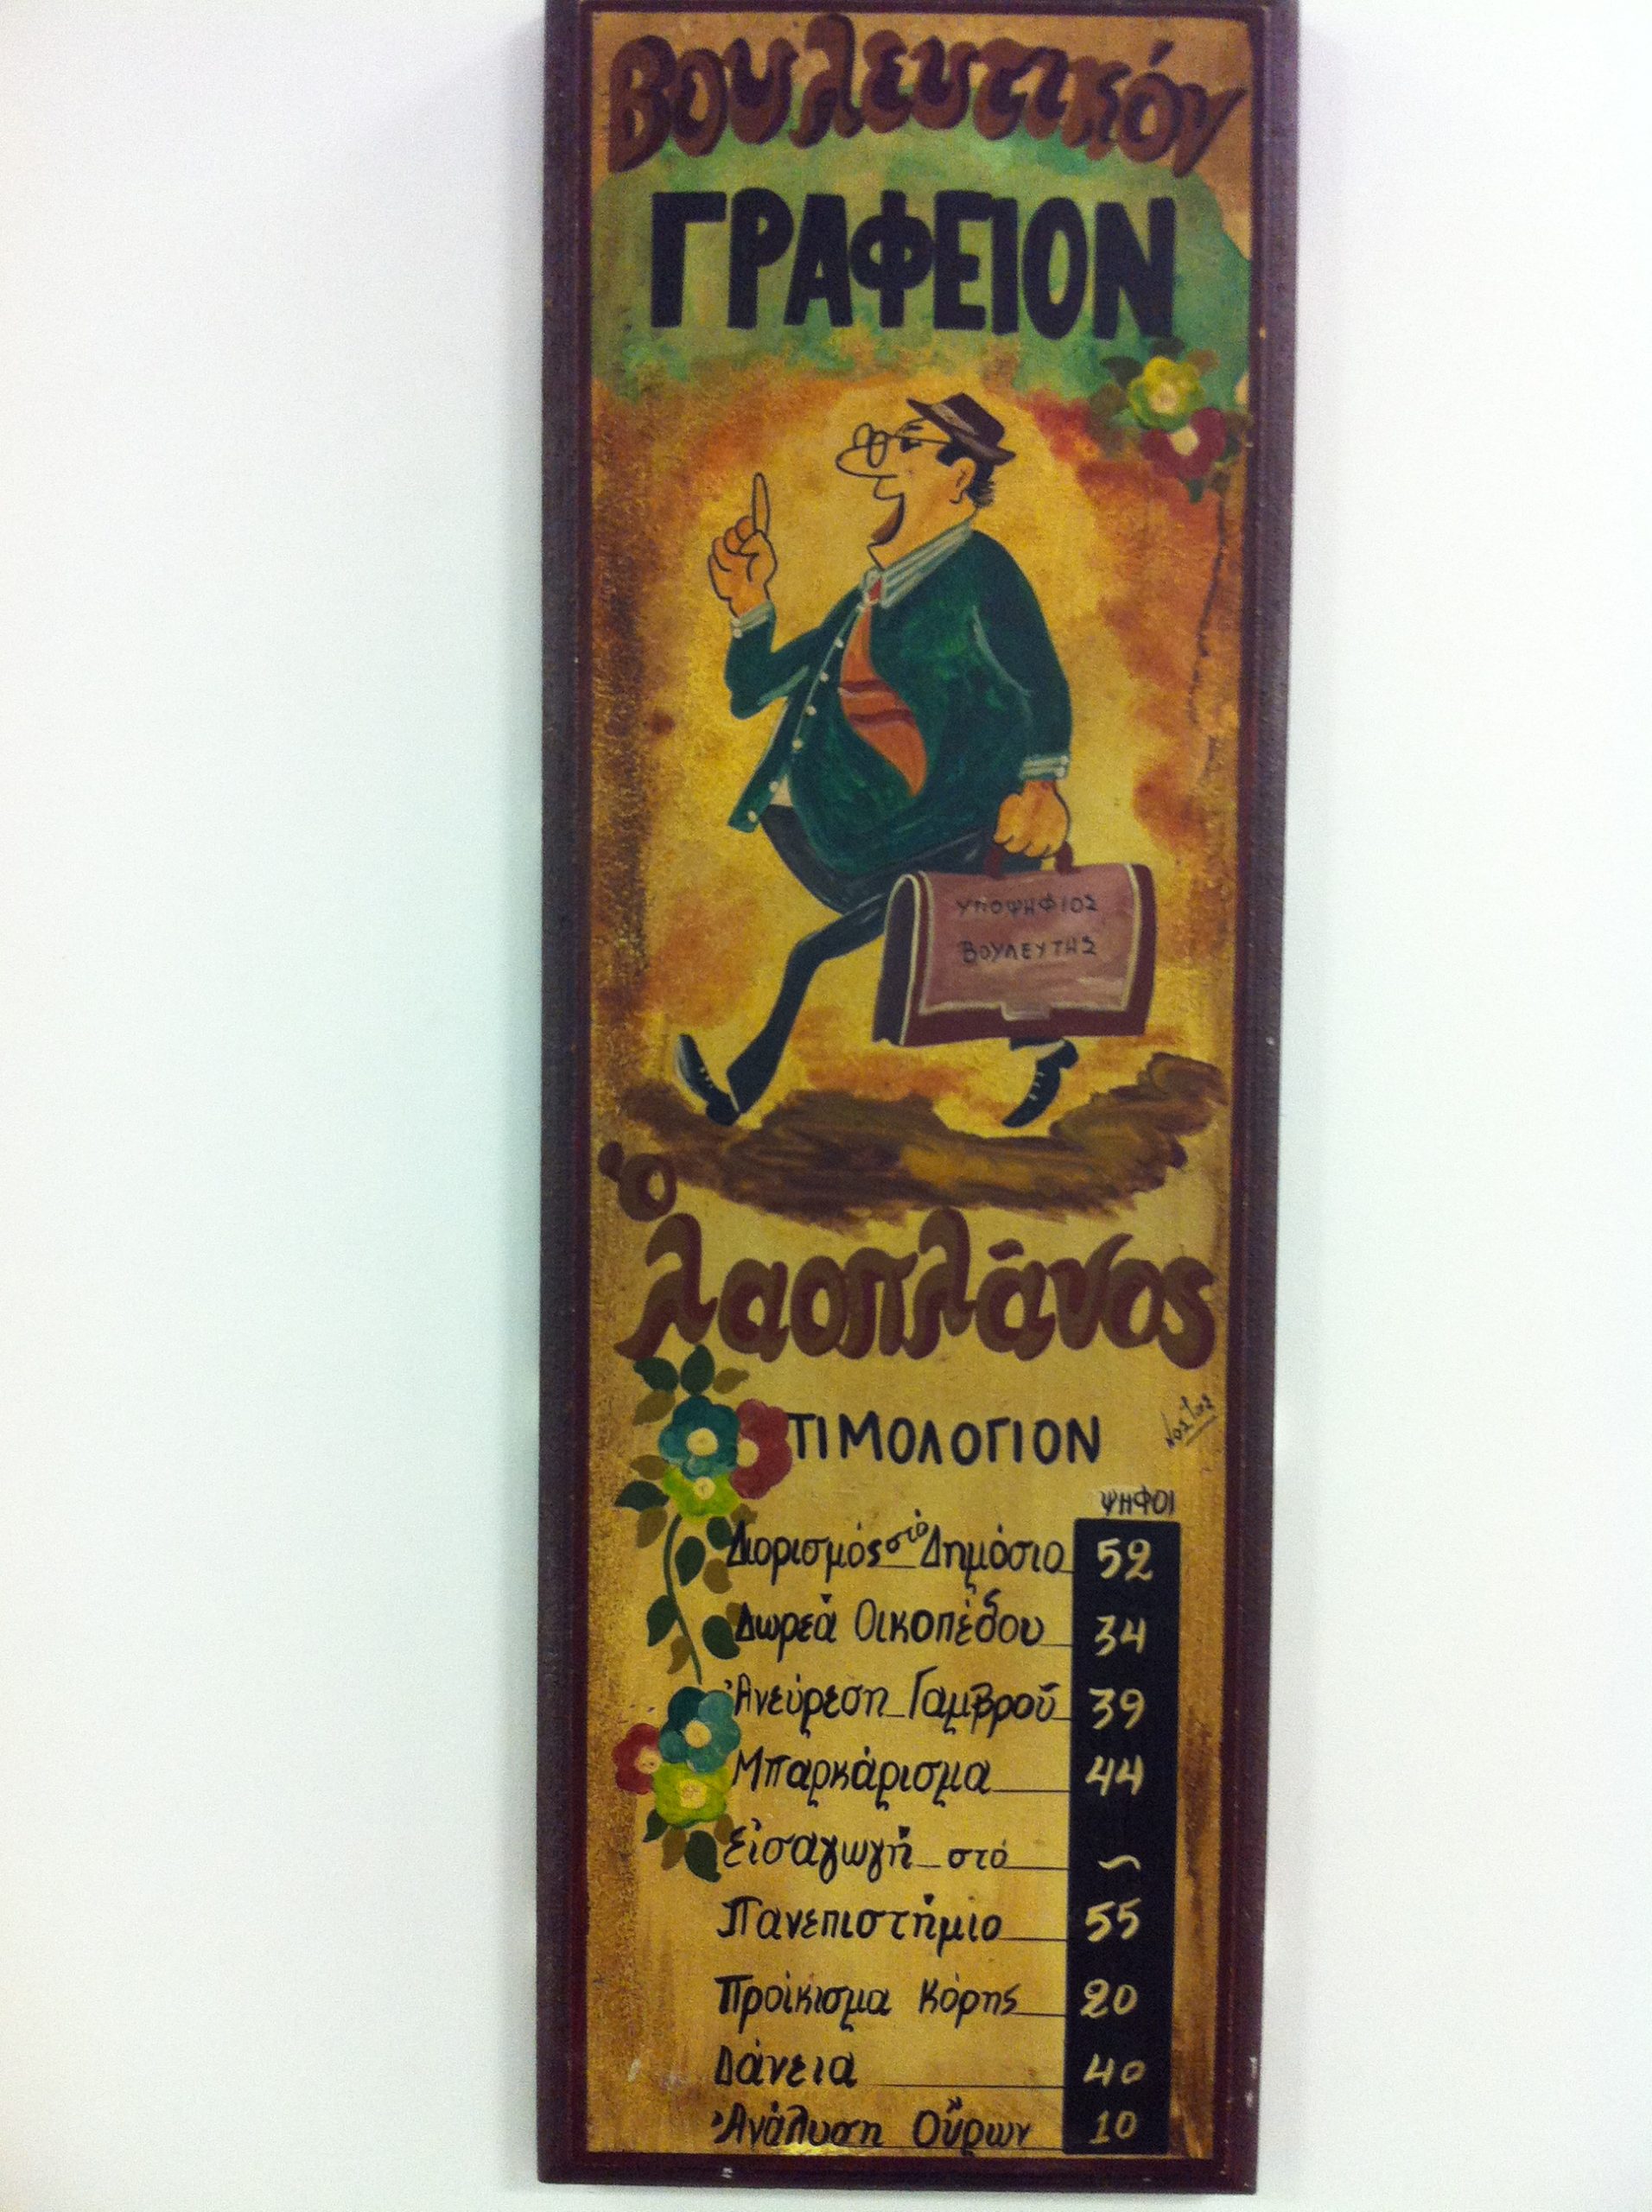 Βουλευτικόν
ΓΡΑΦΕΙΟΝ
ΥΠΟΨΗΦΙΟΣ
ΒΟΥΛΕΥΤΗΣ
ὁ
λαοπλάνος
ΤΙΜΟΛΟΓΙΟΝ
ΨΗΦΟΙ
Διορισμός στό Δημόσιο 52
Δωρεά Οικοπέδου 34
Ἀνεύρεση Γαμβροῦ 39
Μπαρκάρισμα 44
Εἰσαγωγή στό ~
Πανεπιστήμιο 55
Προίκισμα Κόρης 20
Δάνεια 40
Ἀνάλυση Οὔρων 10